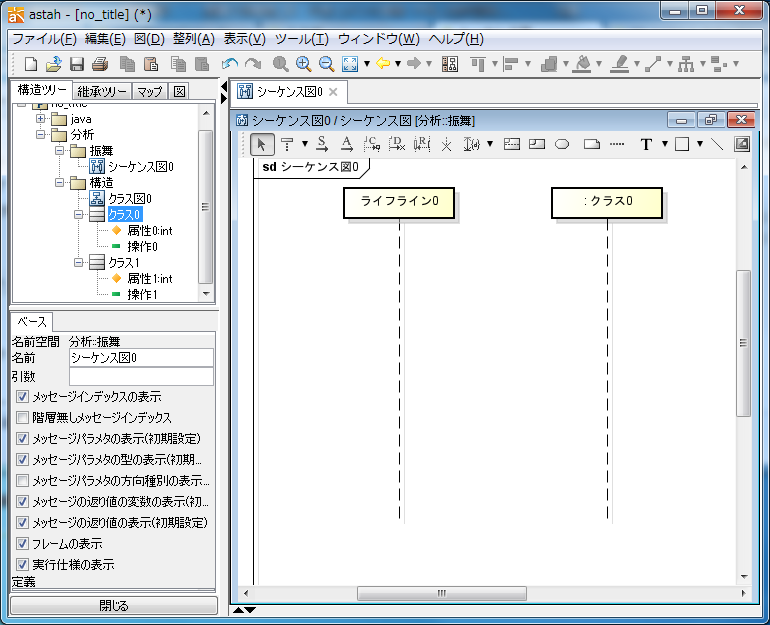 astah - [no_title] (*)
ファイル(F) 編集(E) 図(D) 整列(A) 表示(V) ツール(T) ウィンドウ(W) ヘルプ(H)
構造ツリー 継承ツリー マップ 図
no_title
java
分析
振舞
シーケンス図0
構造
クラス図0
クラス0
属性0:int
操作0
クラス1
属性1:int
操作1
ベース
名前空間 分析::振舞
名前 シーケンス図0
引数
メッセージインデックスの表示
階層無しメッセージインデックス
メッセージパラメタの表示(初期設定)
メッセージパラメタの型の表示(初期...
メッセージパラメタの方向種別の表示...
メッセージの返り値の変数の表示(初...
メッセージの返り値の表示(初期設定)
フレームの表示
実行仕様の表示
定義
閉じる
シーケンス図0
シーケンス図0 / シーケンス図 [分析::振舞]
sd シーケンス図0
ライフライン0
: クラス0